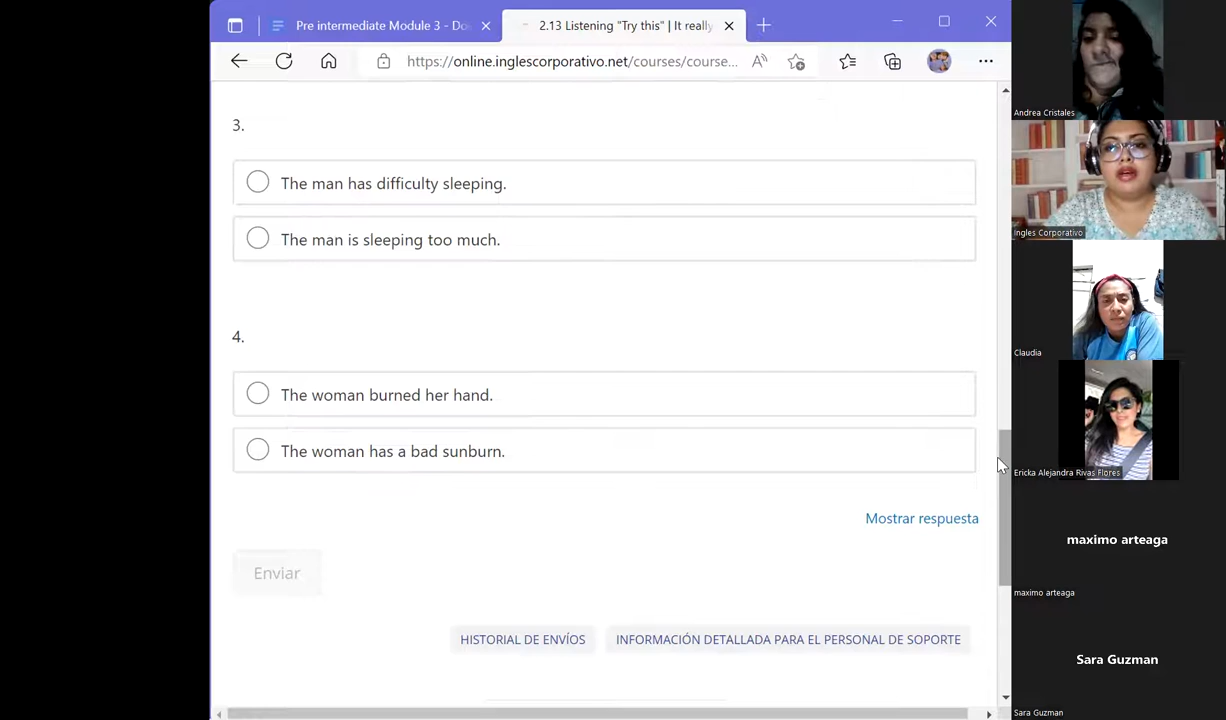 Pre intermediate Module 3 - Do
2.13 Listening "Try this" | It really
https://online.inglescorporativo.net/courses/course...
3.
The man has difficulty sleeping.
The man is sleeping too much.
4.
The woman burned her hand.
The woman has a bad sunburn.
Mostrar respuesta
Enviar
HISTORIAL DE ENVÍOS
INFORMACIÓN DETALLADA PARA EL PERSONAL DE SOPORTE
Andrea Cristales
Ingles Corporativo
Claudia
Ericka Alejandra Rivas Flores
maximo arteaga
maximo arteaga
Sara Guzman
Sara Guzman